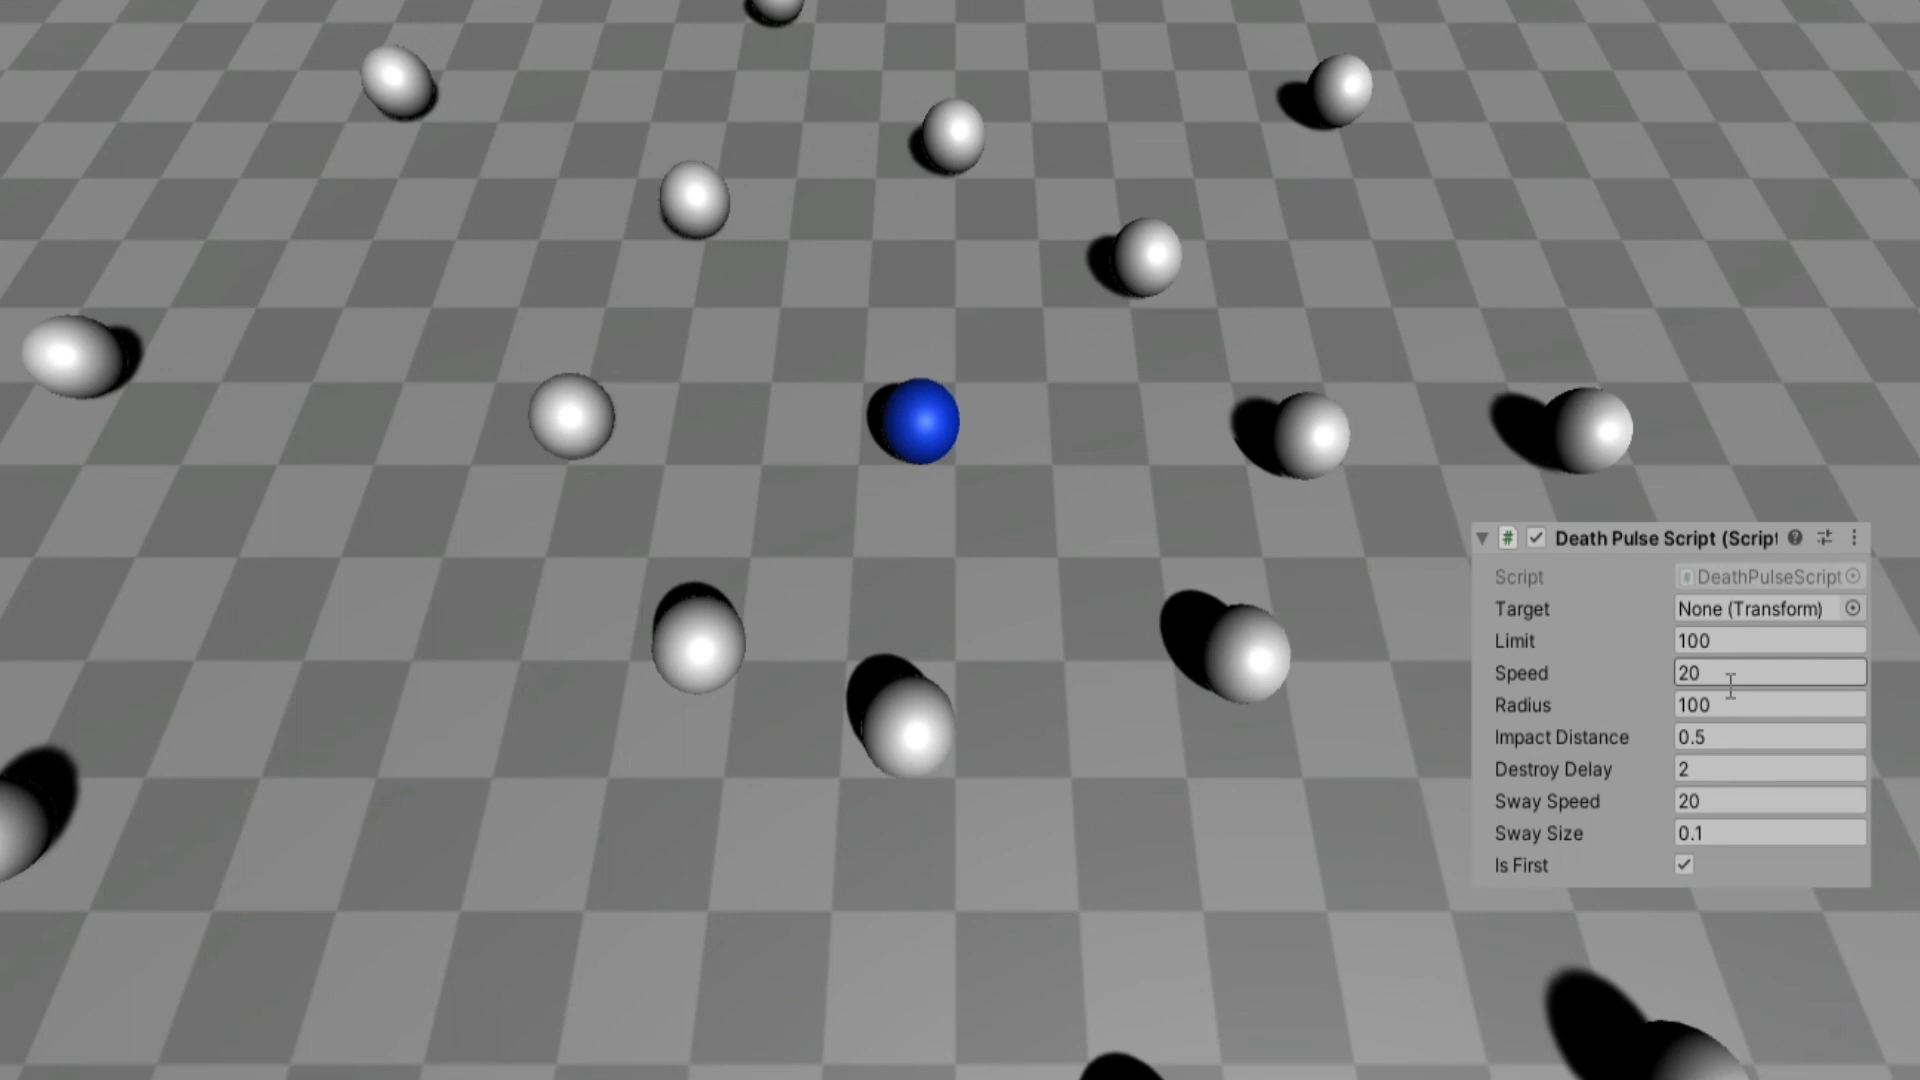 # Death Pulse Script (Script
Script DeathPulseScript
Target None (Transform)
Limit 100
Speed 20
Radius 100
Impact Distance 0.5
Destroy Delay 2
Sway Speed 20
Sway Size 0.1
Is First